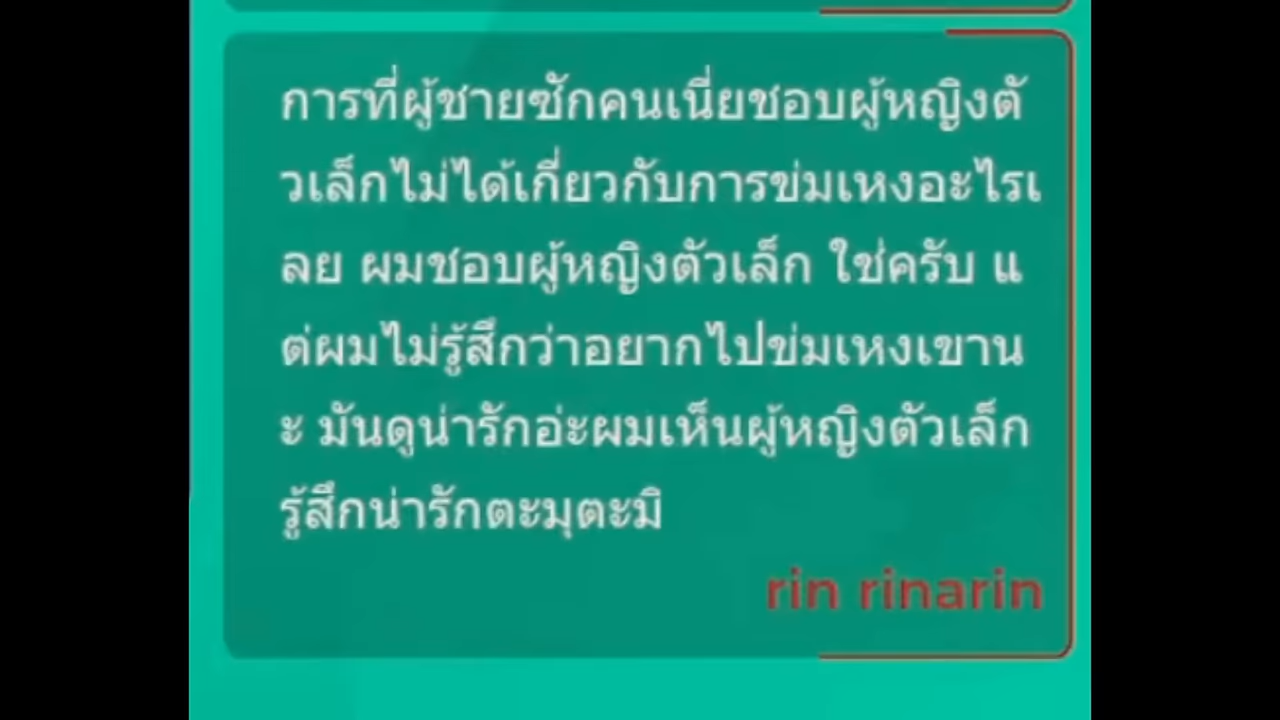 การที่ผู้ชายซักคนเนี่ยชอบผู้หญิงตั
วเล็กไม่ได้เกี่ยวกับการข่มเหงอะไรเ
ลย ผมชอบผู้หญิงตัวเล็ก ใช่ครับ แ
ต่ผมไม่รู้สึกว่าอยากไปข่มเหงเขาน
ะ มันดูน่ารักอ่ะผมเห็นผู้หญิงตัวเล็ก
รู้สึกน่ารักตะมุตะมิ
rin rinarin